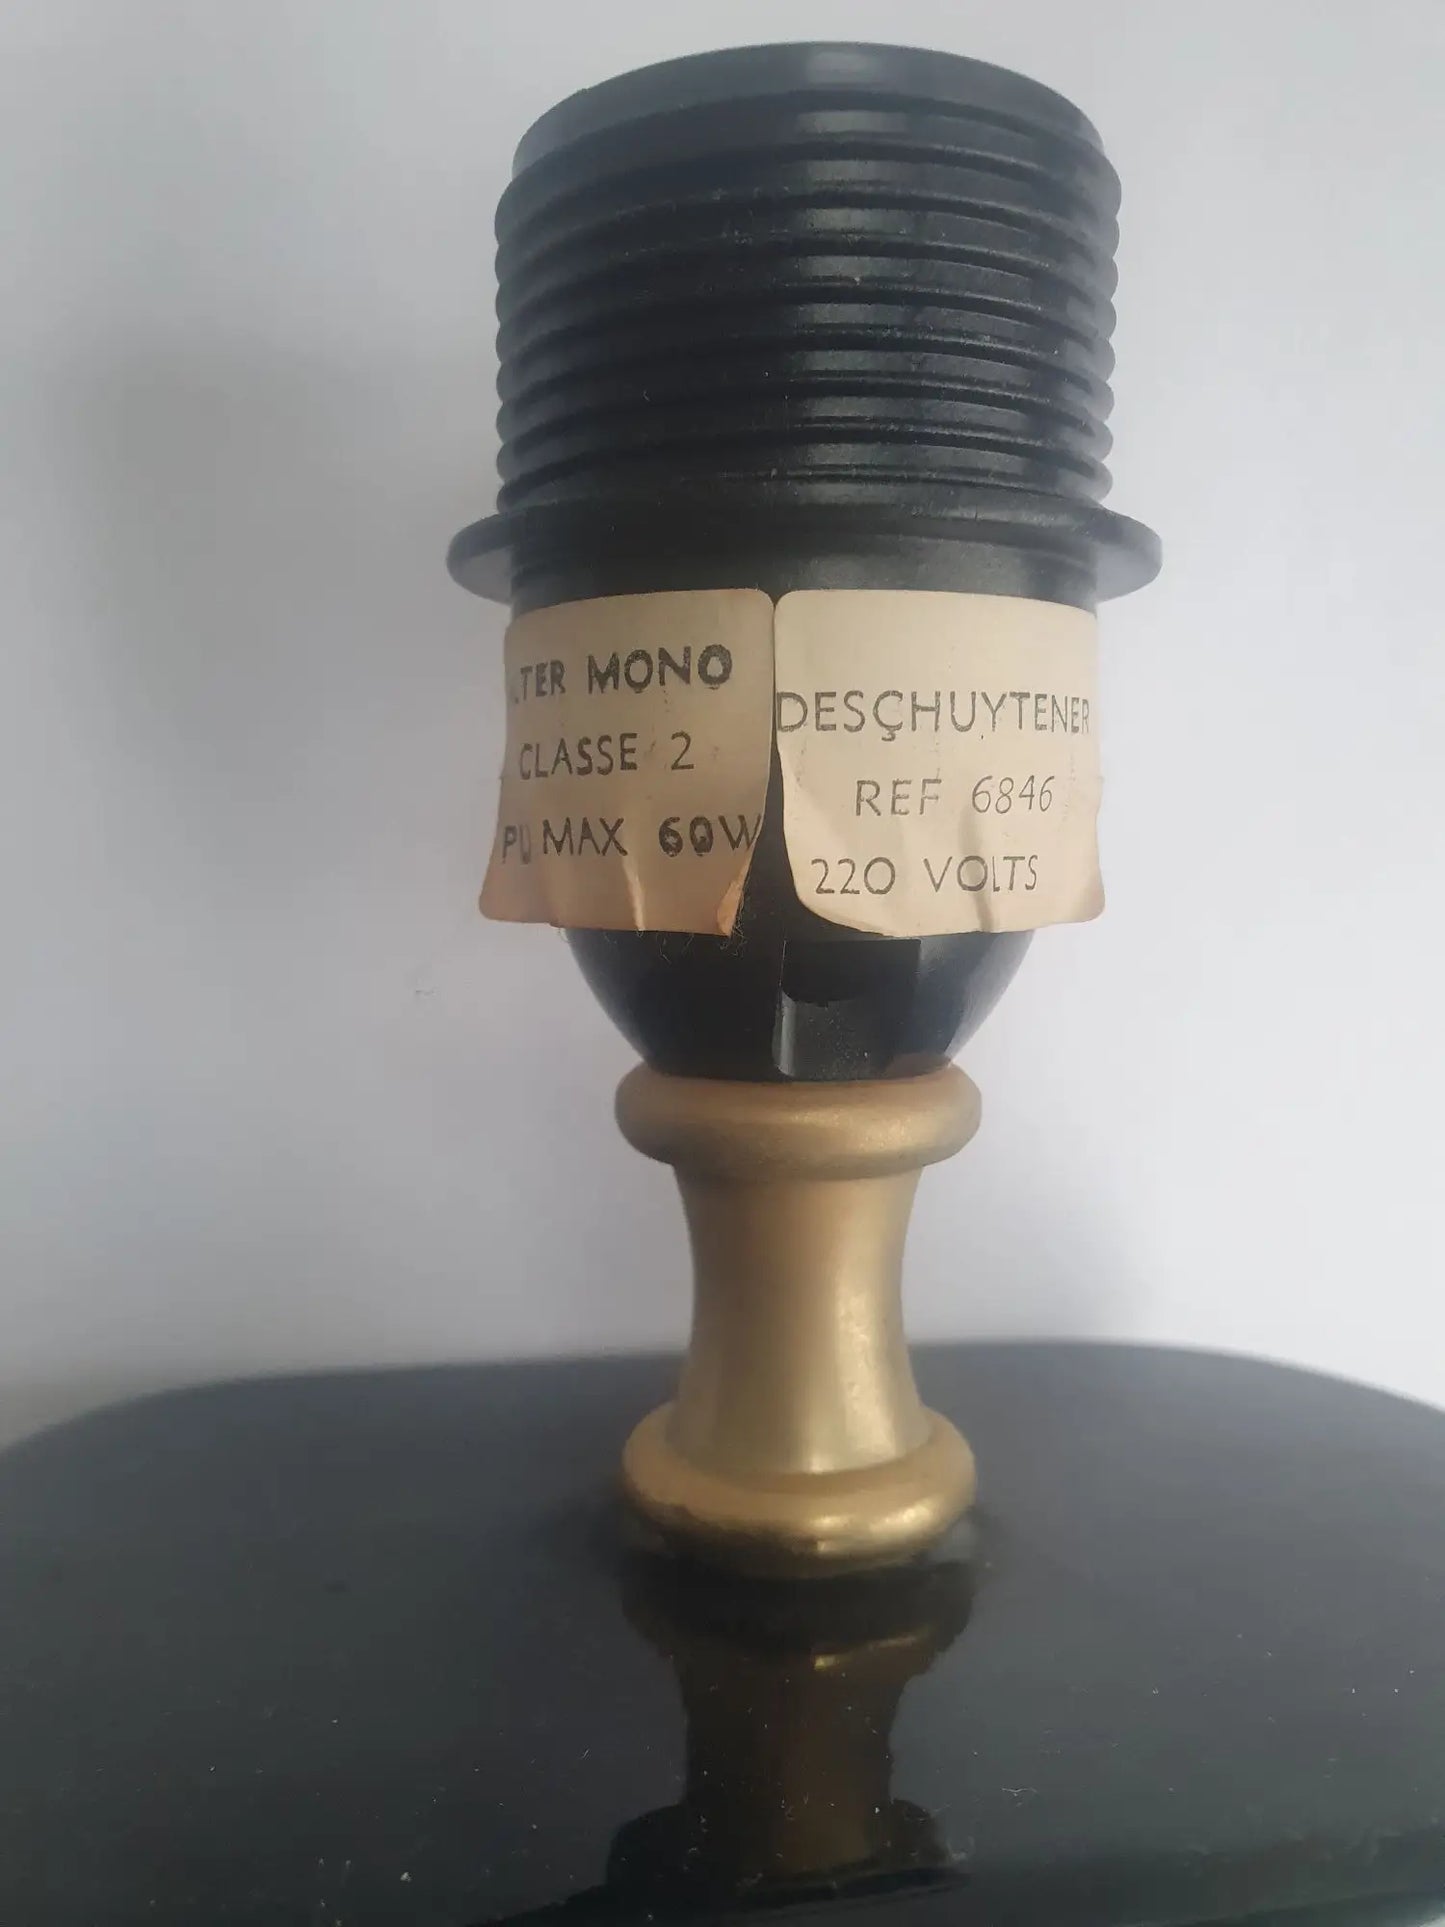 LTER MONO
CLASSE 2
PU MAX 60W
DESÇHUYTENER
REF 6846
220 VOLTS